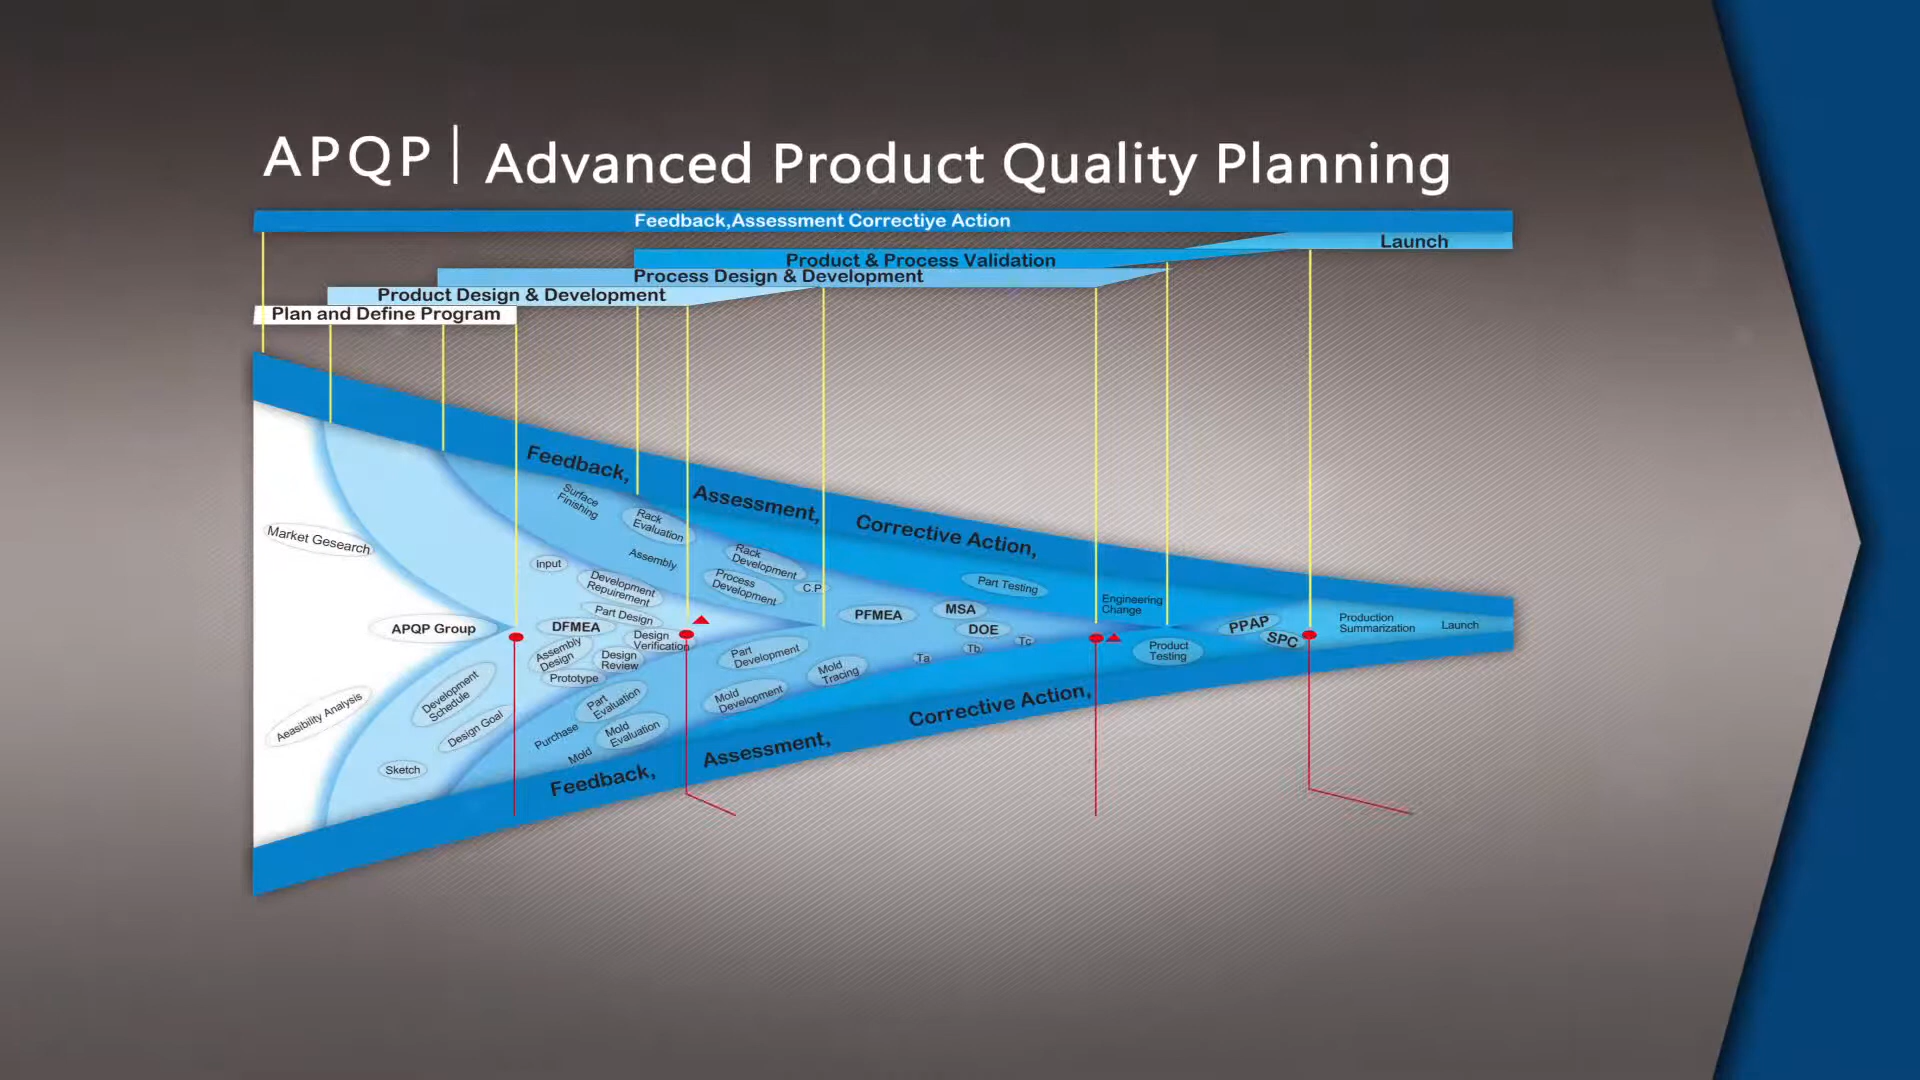 APQP
Advanced Product Quality Planning
Feedback,Assessment Correctiye Action
Launch
Product & Process Validation
Process Design & Development
Product Design & Development
Plan and Define Program
Feedback,
Assessment,
Corrective Action,
Surface
Finishing
Rack
Evaluation
Market Gesearch
Assembly
Rack
Development
Input
Process
Development
C.P.
Part Testing
Development
Repuirement
Engineering
Change
Part Design
PFMEA
MSA
APQP Group
DFMEA
DOE
PPAP
SPC
Production
Summarization
Launch
Design
Verification
Tc
Tb
Ta
Assembly
Design
Design
Review
Part
Development
Product
Testing
Mold
Tracing
Prototype
Development
Schedule
Part
Evaluation
Mold
Development
Aeasibility Analysis
Design Goal
Purchase
Mold
Evaluation
Mold
Sketch
Feedback,
Assessment,
Corrective Action,